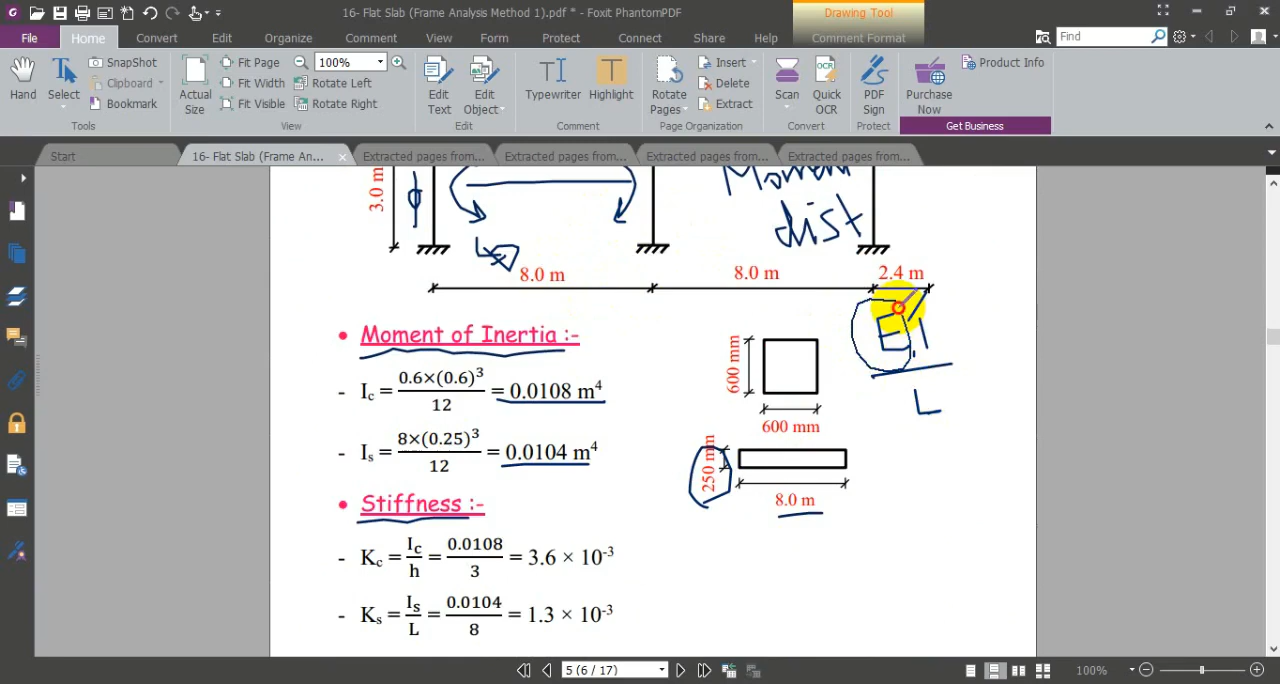 16- Flat Slab (Frame Analysis Method 1).pdf * - Foxit PhantomPDF
Drawing Tool
File Home Convert Edit Organize Comment View Form Protect Connect Share Help Comment Format Find
Hand Select SnapShot Clipboard Bookmark
Actual Size Fit Page Fit Width Fit Visible 100% Rotate Left Rotate Right
Edit Text Edit Object Typewriter Highlight Rotate Pages Insert Delete Extract Scan Quick OCR PDF Sign Purchase Now Product Info
Tools View Edit Comment Page Organization Convert Protect Get Business
Start 16- Flat Slab (Frame An... Extracted pages from... Extracted pages from... Extracted pages from... Extracted pages from...
3.0 m
Moment
dist
8.0 m 8.0 m 2.4 m
E I
L
• Moment of Inertia :-
- Ic = 0.6×(0.6)³ / 12 = 0.0108 m⁴
600 mm
600 mm
- Is = 8×(0.25)³ / 12 = 0.0104 m⁴
250 mm
8.0 m
• Stiffness :-
- Kc = Ic / h = 0.0108 / 3 = 3.6 × 10⁻³
- Ks = Is / L = 0.0104 / 8 = 1.3 × 10⁻³
5 (6 / 17) 100%